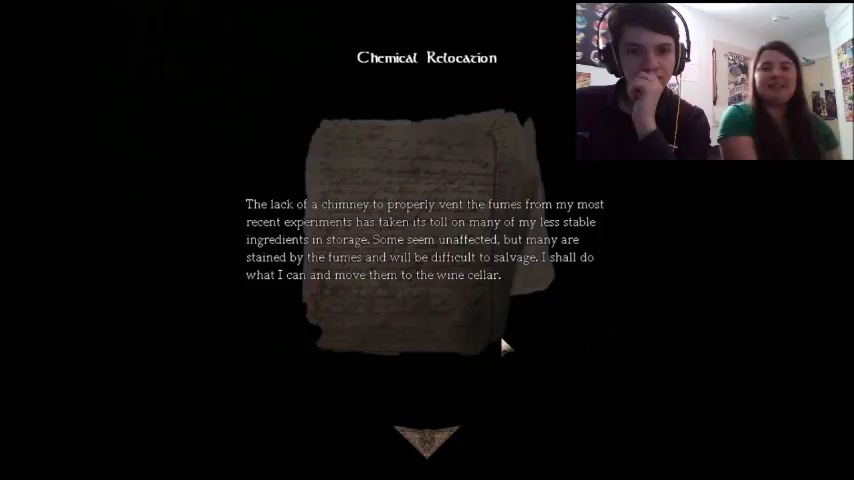 Chemical Relocation
The lack of a chimney to properly vent the fumes from my most
recent experiments has taken its toll on many of my less stable
ingredients in storage. Some seem unaffected, but many are
stained by the fumes and will be difficult to salvage. I shall do
what I can and move them to the wine cellar.